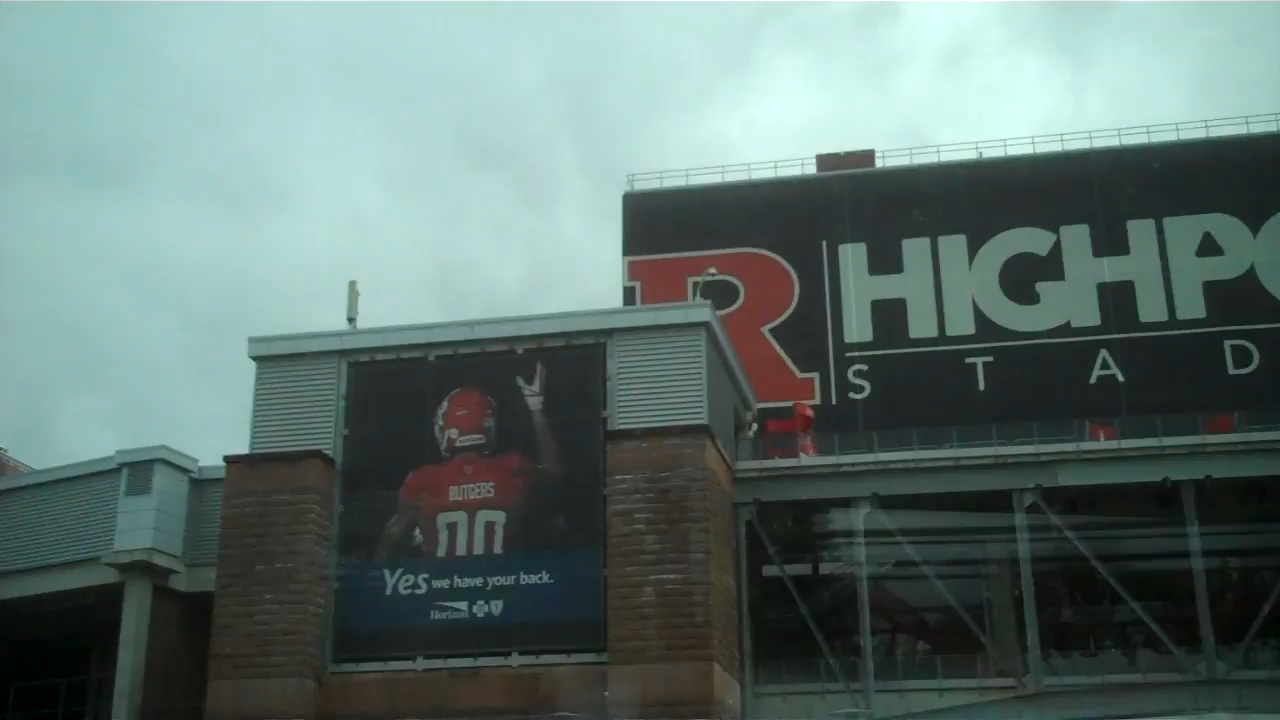 R HIGHPO
STAD
RUTGERS
00
Yes we have your back.
Horizon